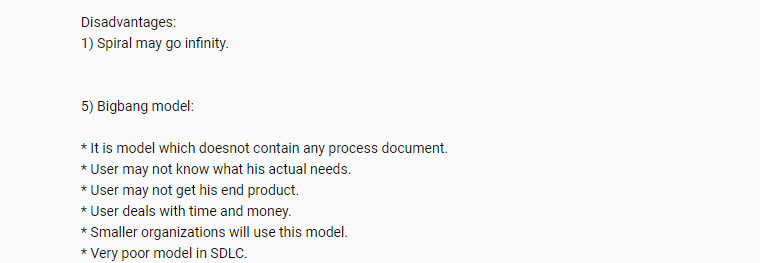 Disadvantages:
1) Spiral may go infinity.
5) Bigbang model:
* It is model which doesnot contain any process document.
* User may not know what his actual needs.
* User may not get his end product.
* User deals with time and money.
* Smaller organizations will use this model.
* Very poor model in SDLC.